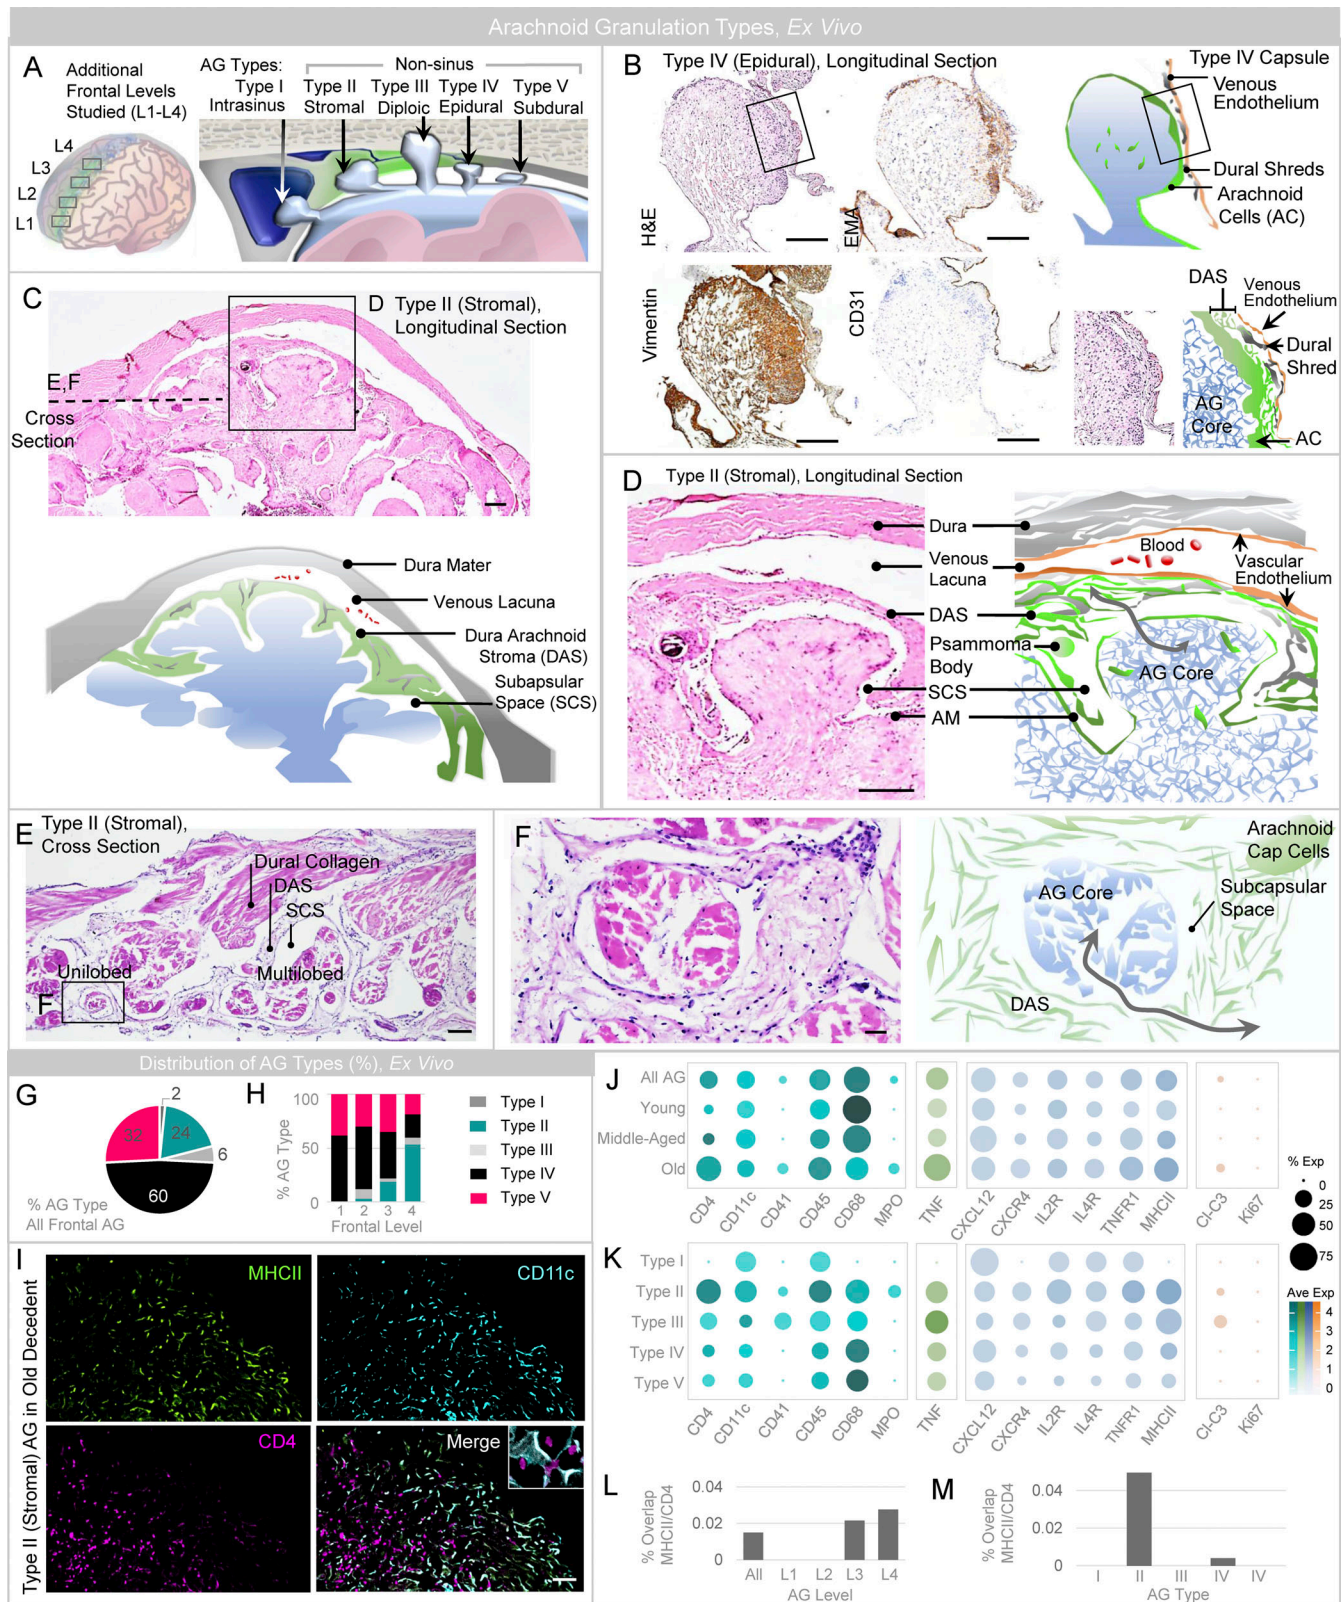 Arachnoid Granulation Types, Ex Vivo
A
Additional
Frontal Levels
Studied (L1-L4)
L4
L3
L2
L1
AG Types:
Non-sinus
Type I
Intrasinus
Type II
Stromal
Type III
Diploic
Type IV
Epidural
Type V
Subdural
B
Type IV (Epidural), Longitudinal Section
H&E
EMA
Vimentin
CD31
Type IV Capsule
Venous
Endothelium
Dural Shreds
Arachnoid
Cells (AC)
DAS
Venous
Endothelium
Dural
Shred
AG
Core
AC
C
D
Type II (Stromal),
Longitudinal Section
E,F
Cross
Section
Dura Mater
Venous Lacuna
Dura Arachnoid
Stroma (DAS)
Subapsular
Space (SCS)
D
Type II (Stromal), Longitudinal Section
Dura
Venous
Lacuna
DAS
Psammoma
Body
SCS
AM
Blood
Vascular
Endothelium
AG Core
E
Type II (Stromal),
Cross Section
Dural Collagen
DAS
SCS
Unilobed
Multilobed
F
F
Arachnoid
Cap Cells
AG Core
Subcapsular
Space
DAS
Distribution of AG Types (%), Ex Vivo
G
2
32
24
6
60
% AG Type
All Frontal AG
H
100
50
0
% AG Type
1 2 3 4
Frontal Level
Type I
Type II
Type III
Type IV
Type V
I
Type II (Stromal) AG in Old Decedent
MHCII
CD11c
CD4
Merge
J
All AG
Young
Middle-Aged
Old
CD4 CD11c CD41 CD45 CD68 MPO TNF CXCL12 CXCR4 IL2R IL4R TNFR1 MHCII Cl-C3 Ki67
K
Type I
Type II
Type III
Type IV
Type V
CD4 CD11c CD41 CD45 CD68 MPO TNF CXCL12 CXCR4 IL2R IL4R TNFR1 MHCII Cl-C3 Ki67
% Exp
0
25
50
75
Ave Exp
4
3
2
1
0
L
% Overlap
MHCII/CD4
0.04
0.02
0
All L1 L2 L3 L4
AG Level
M
% Overlap
MHCII/CD4
0.04
0.02
0
I II III IV IV
AG Type